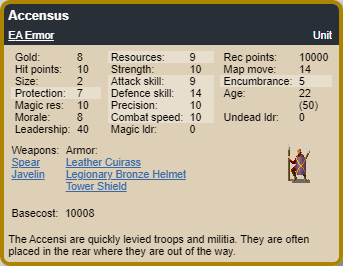 Accensus
EA Ermor Unit
Gold: 8 Resources: 9 Rec points: 10000
Hit points: 10 Strength: 10 Map move: 14
Size: 2 Attack skill: 9 Encumbrance: 5
Protection: 7 Defence skill: 14 Age: 22
Magic res: 10 Precision: 10 (50)
Morale: 8 Combat speed: 10 Undead ldr: 0
Leadership: 40 Magic ldr: 0
Weapons: Armor:
Spear Leather Cuirass
Javelin Legionary Bronze Helmet
Tower Shield
Basecost: 10008
The Accensi are quickly levied troops and militia. They are often
placed in the rear where they are out of the way.